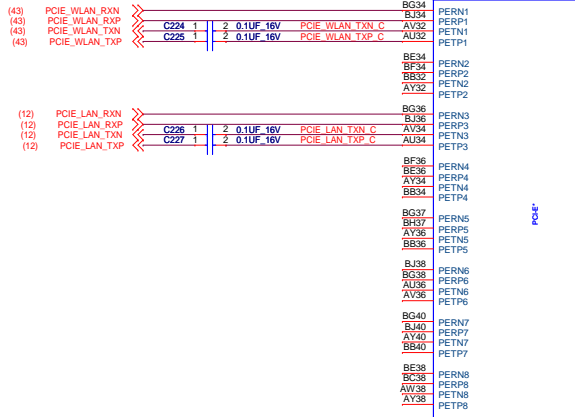 BG34 PERN1
(43) PCIE_WLAN_RXN BJ34 PERP1
(43) PCIE_WLAN_RXP C224 1 2 0.1UF_16V PCIE_WLAN_TXN_C AV32 PETN1
(43) PCIE_WLAN_TXN C225 1 2 0.1UF_16V PCIE_WLAN_TXP_C AU32 PETP1
(43) PCIE_WLAN_TXP
BE34 PERN2
BF34 PERP2
BB32 PETN2
AY32 PETP2
(12) PCIE_LAN_RXN BG36 PERN3
(12) PCIE_LAN_RXP BJ36 PERP3
(12) PCIE_LAN_TXN C226 1 2 0.1UF_16V PCIE_LAN_TXN_C AV34 PETN3
(12) PCIE_LAN_TXP C227 1 2 0.1UF_16V PCIE_LAN_TXP_C AU34 PETP3
BF36 PERN4
BE36 PERP4
AY34 PETN4
BB34 PETP4
PCI-E*
BG37 PERN5
BH37 PERP5
AY36 PETN5
BB36 PETP5
BJ38 PERN6
BG38 PERP6
AU36 PETN6
AV36 PETP6
BG40 PERN7
BJ40 PERP7
AY40 PETN7
BB40 PETP7
BE38 PERN8
BC38 PERP8
AW38 PETN8
AY38 PETP8